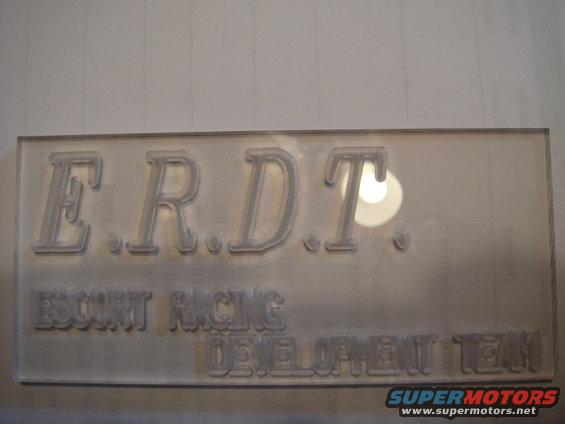 E.R.D.T.
ESCORT RACING
DEVELOPMENT TEAM
SUPERMOTORS
www.supermotors.net